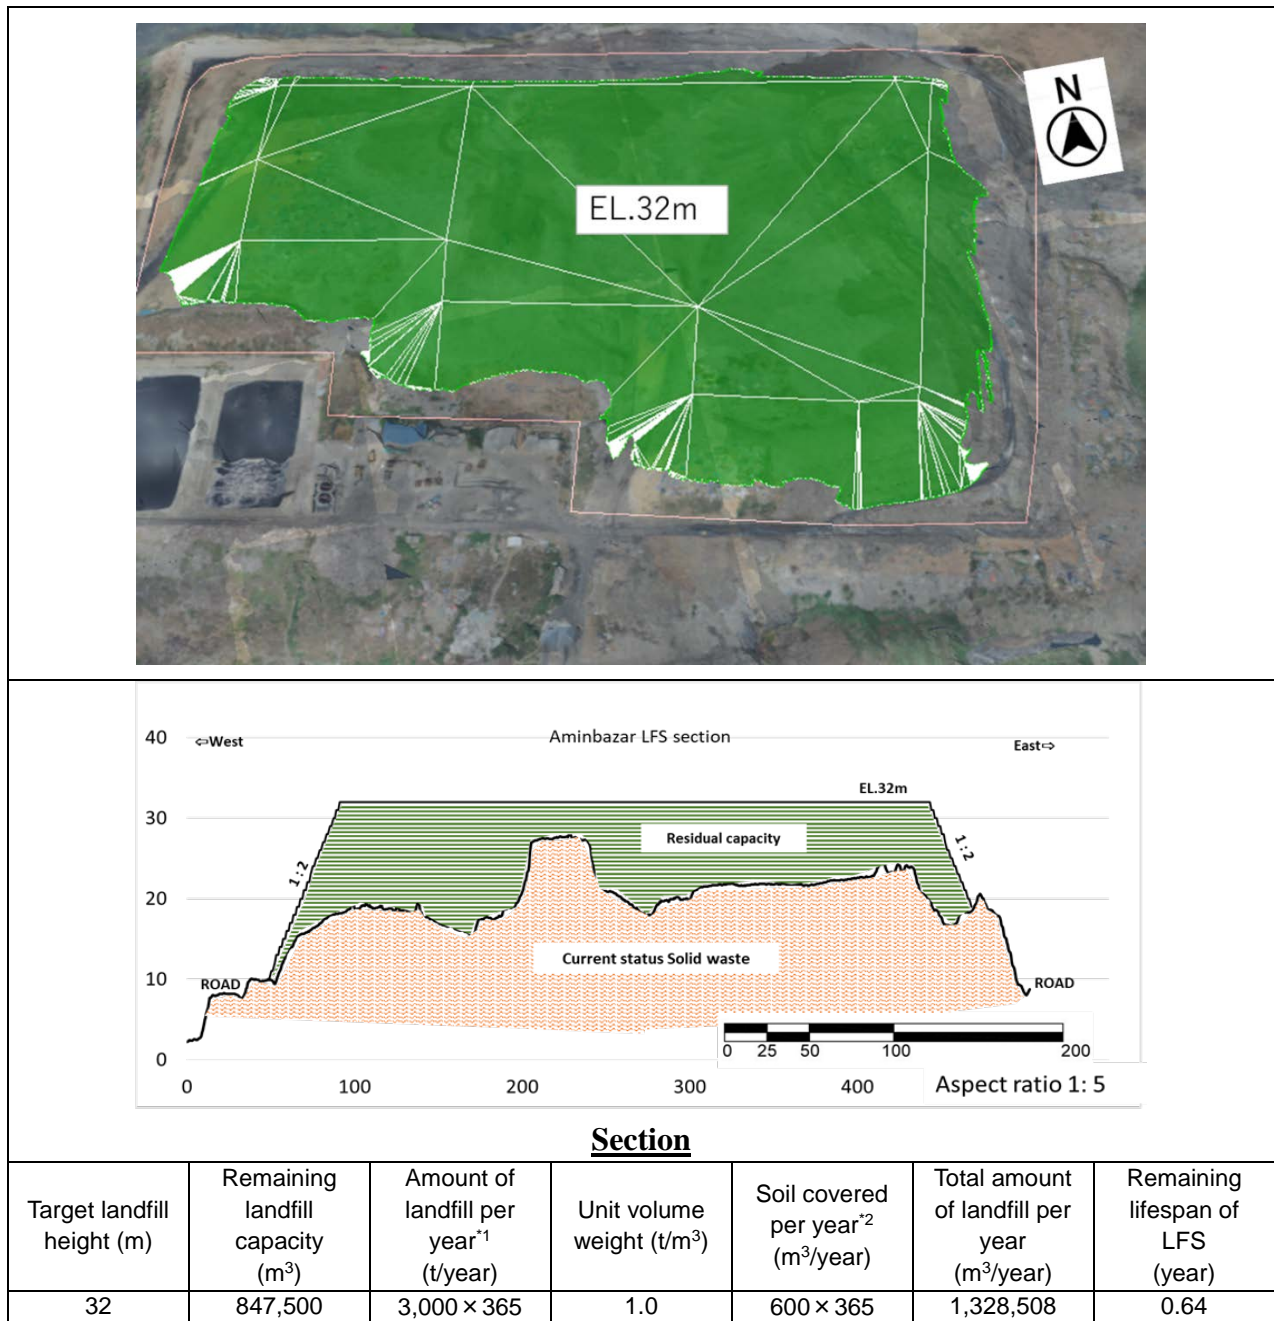 N
EL.32m
Aminbazar LFS section
⇦West
East⇨
40
30
20
10
0
EL.32m
1:2
1:2
Residual capacity
Current status Solid waste
ROAD
ROAD
0 25 50 100 200
0 100 200 300 400
Aspect ratio 1: 5
Section
Target landfill height (m)
Remaining landfill capacity (m³)
Amount of landfill per year*1 (t/year)
Unit volume weight (t/m³)
Soil covered per year*2 (m³/year)
Total amount of landfill per year (m³/year)
Remaining lifespan of LFS (year)
32 847,500 3,000×365 1.0 600×365 1,328,508 0.64